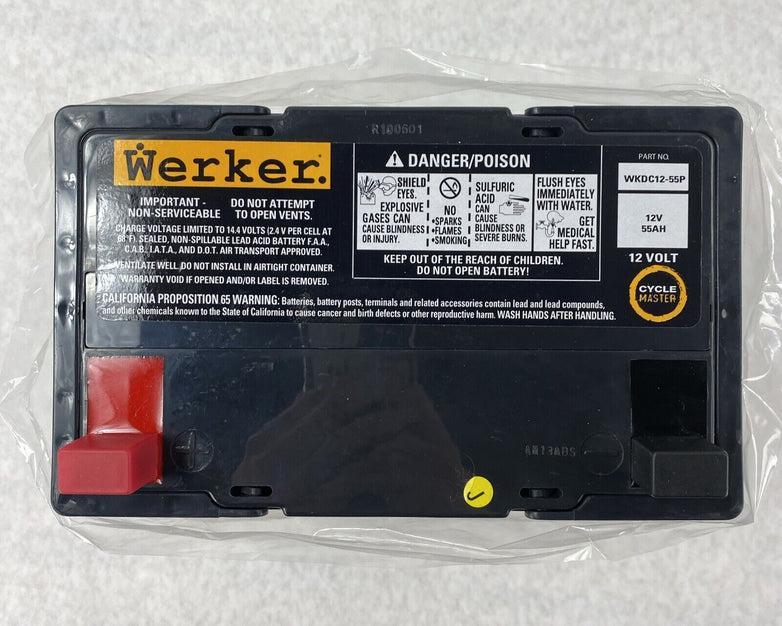 R100601
Werker.
IMPORTANT -
NON-SERVICEABLE
DO NOT ATTEMPT
TO OPEN VENTS.
CHARGE VOLTAGE LIMITED TO 14.4 VOLTS (2.4 V PER CELL AT
68°F). SEALED, NON-SPILLABLE LEAD ACID BATTERY F.A.A.,
C.A.B., I.A.T.A., AND D.O.T. AIR TRANSPORT APPROVED.
VENTILATE WELL, DO NOT INSTALL IN AIRTIGHT CONTAINER.
WARRANTY VOID IF OPENED AND/OR LABEL IS REMOVED.
DANGER/POISON
SHIELD
EYES.
EXPLOSIVE
GASES CAN
CAUSE BLINDNESS
OR INJURY.
NO
•SPARKS
•FLAMES
•SMOKING
SULFURIC
ACID
CAN
CAUSE
BLINDNESS OR
SEVERE BURNS.
FLUSH EYES
IMMEDIATELY
WITH WATER.
GET
MEDICAL
HELP FAST.
KEEP OUT OF THE REACH OF CHILDREN.
DO NOT OPEN BATTERY!
PART NO.
WKDC12-55P
12V
55AH
12 VOLT
CYCLE
MASTER
CALIFORNIA PROPOSITION 65 WARNING: Batteries, battery posts, terminals and related accessories contain lead and lead compounds,
and other chemicals known to the State of California to cause cancer and birth defects or other reproductive harm. WASH HANDS AFTER HANDLING.
+
-